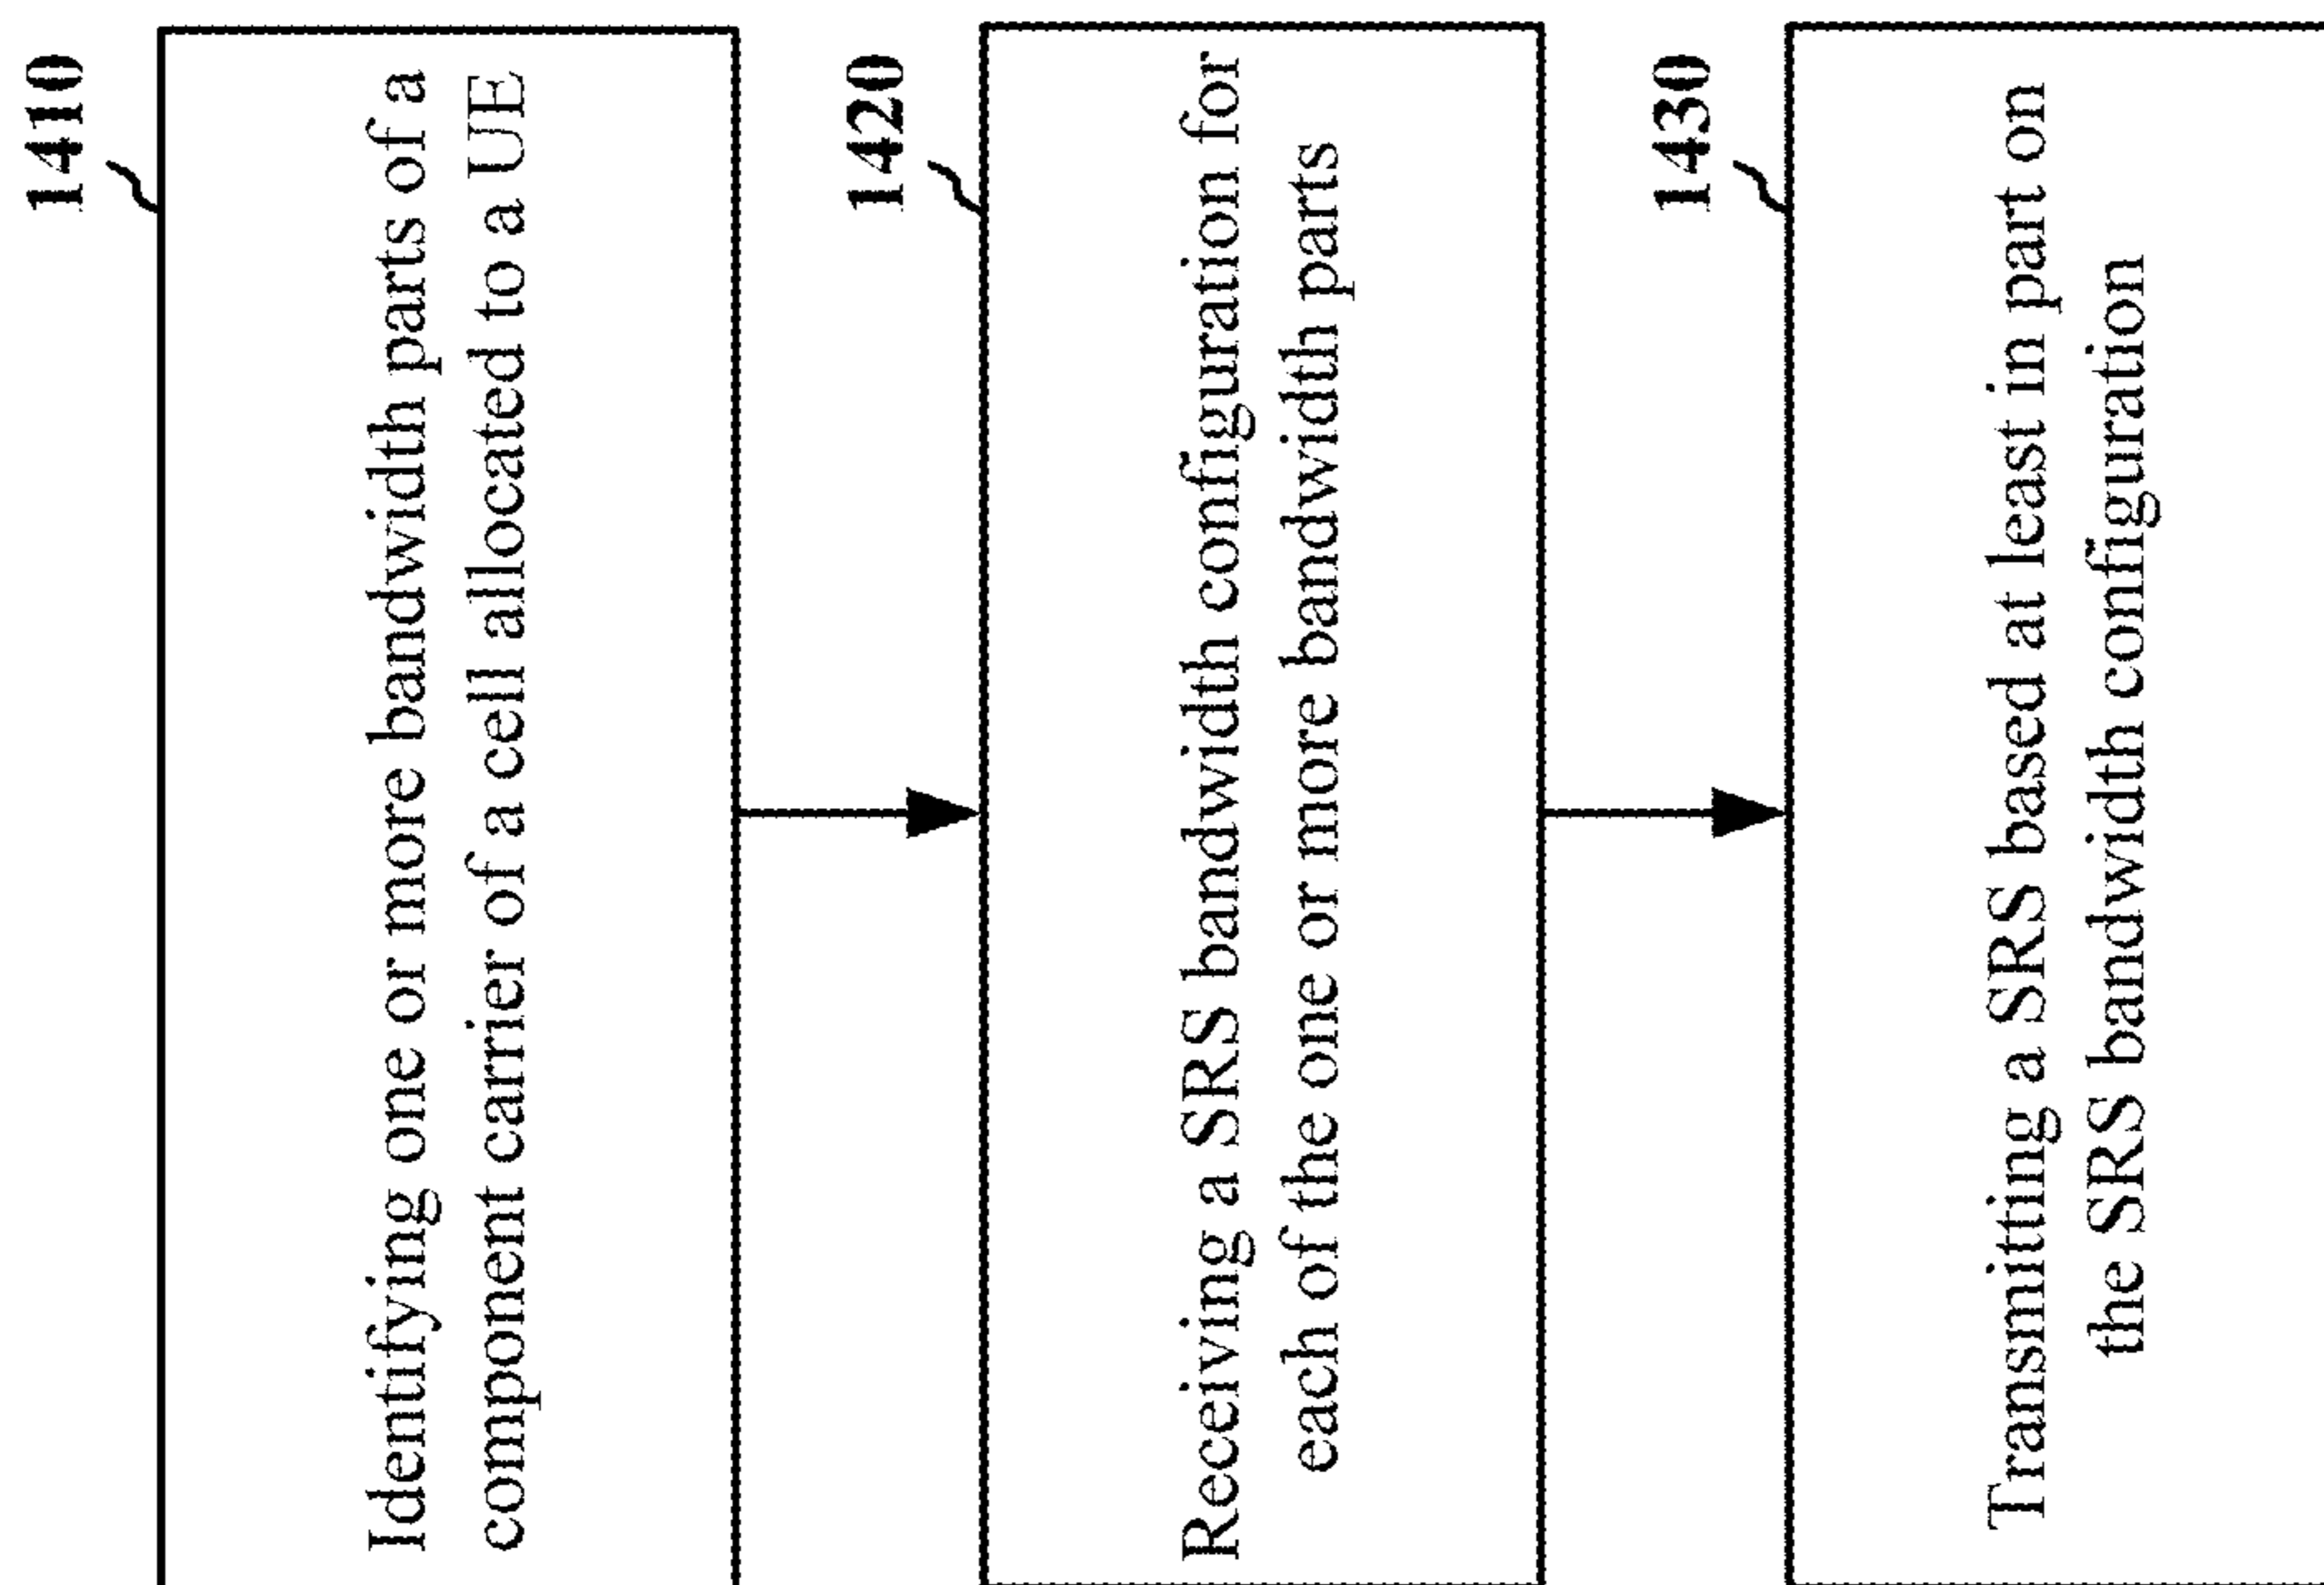 1410
Identifying one or more bandwidth parts of a
component carrier of a cell allocated to a UE
1420
Receiving a SRS bandwidth configuration for
each of the one or more bandwidth parts
1430
Transmitting a SRS based at least in part on
the SRS bandwidth configuration